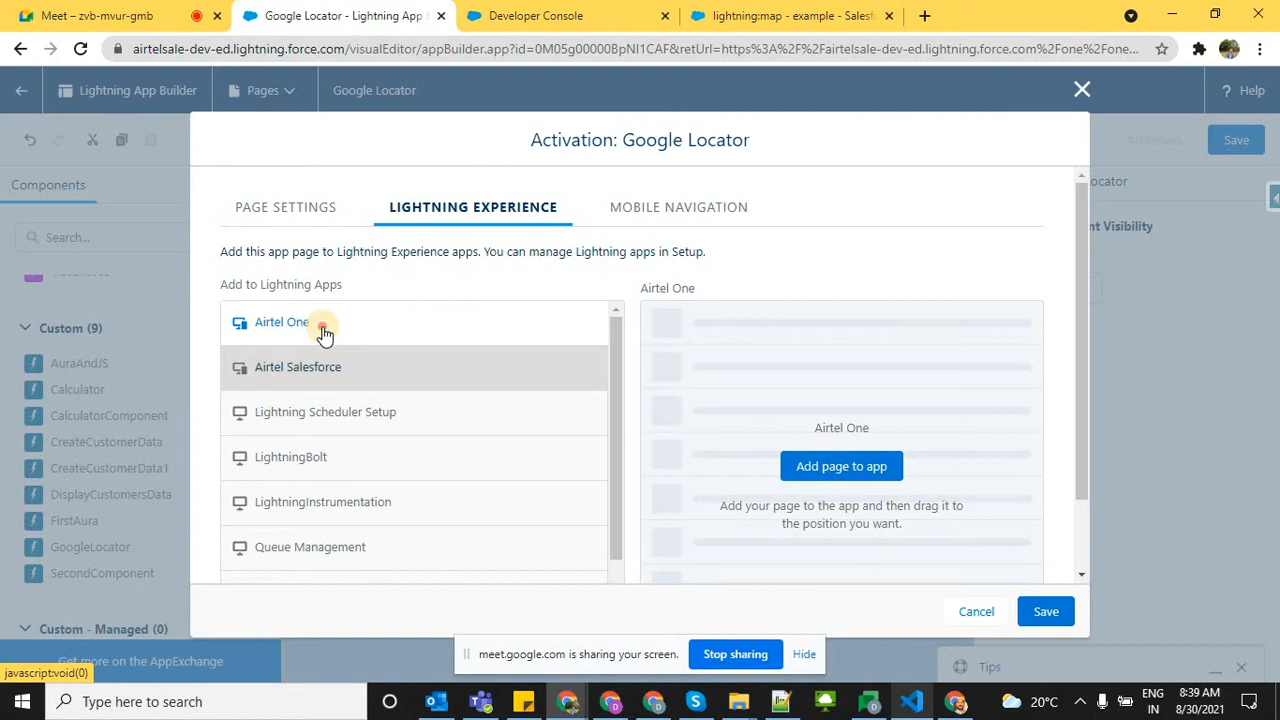 Meet – zvb-mvur-gmb
Google Locator - Lightning App
Developer Console
lightning:map - example - Salesf
airtelsale-dev-ed.lightning.force.com/visualEditor/appBuilder.app?id=0M05g00000BpNI1CAF&retUrl=https%3A%2F%2Fairtelsale-dev-ed.lightning.force.com%2Fone%2Fone...
Lightning App Builder
Pages
Google Locator
Help
Activation: Google Locator
Save
Components
Search...
PAGE SETTINGS
LIGHTNING EXPERIENCE
MOBILE NAVIGATION
ocator
nt Visibility
Add this app page to Lightning Experience apps. You can manage Lightning apps in Setup.
Add to Lightning Apps
Airtel One
Airtel One
Airtel Salesforce
Lightning Scheduler Setup
LightningBolt
LightningInstrumentation
Queue Management
Airtel One
Add page to app
Add your page to the app and then drag it to
the position you want.
Custom (9)
AuraAndJS
Calculator
CalculatorComponent
CreateCustomerData
CreateCustomerData1
DisplayCustomersData
FirstAura
GoogleLocator
SecondComponent
Custom - Managed (0)
Get more on the AppExchange
Cancel
Save
meet.google.com is sharing your screen.
Stop sharing
Hide
Tips
javascript:void(0)
Type here to search
20°C
ENG
IN
8:39 AM
8/30/2021